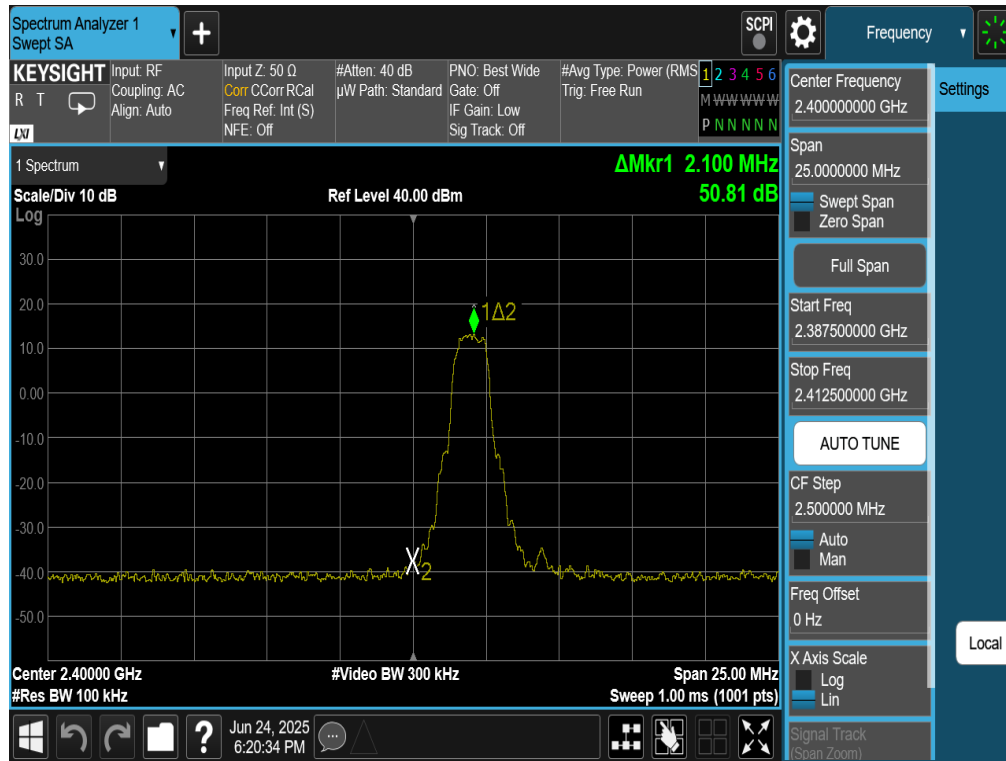 Spectrum Analyzer 1
Swept SA
+
SCPI
Frequency
KEYSIGHT
R T
LXI
Input: RF
Coupling: AC
Align: Auto
Input Z: 50 Ω
Corr CCorr RCal
Freq Ref: Int (S)
NFE: Off
#Atten: 40 dB
µW Path: Standard
PNO: Best Wide
Gate: Off
IF Gain: Low
Sig Track: Off
#Avg Type: Power (RMS
Trig: Free Run
1 2 3 4 5 6
M W W W W W
P N N N N N
1 Spectrum
ΔMkr1 2.100 MHz
50.81 dB
Scale/Div 10 dB
Ref Level 40.00 dBm
Log
30.0
20.0
10.0
0.00
-10.0
-20.0
-30.0
-40.0
-50.0
1Δ2
X2
Center 2.40000 GHz
#Video BW 300 kHz
Span 25.00 MHz
#Res BW 100 kHz
Sweep 1.00 ms (1001 pts)
?
Jun 24, 2025
6:20:34 PM
Center Frequency
2.400000000 GHz
Span
25.0000000 MHz
Swept Span
Zero Span
Full Span
Start Freq
2.387500000 GHz
Stop Freq
2.412500000 GHz
AUTO TUNE
CF Step
2.500000 MHz
Auto
Man
Freq Offset
0 Hz
X Axis Scale
Log
Lin
Signal Track
(Span Zoom)
Settings
Local